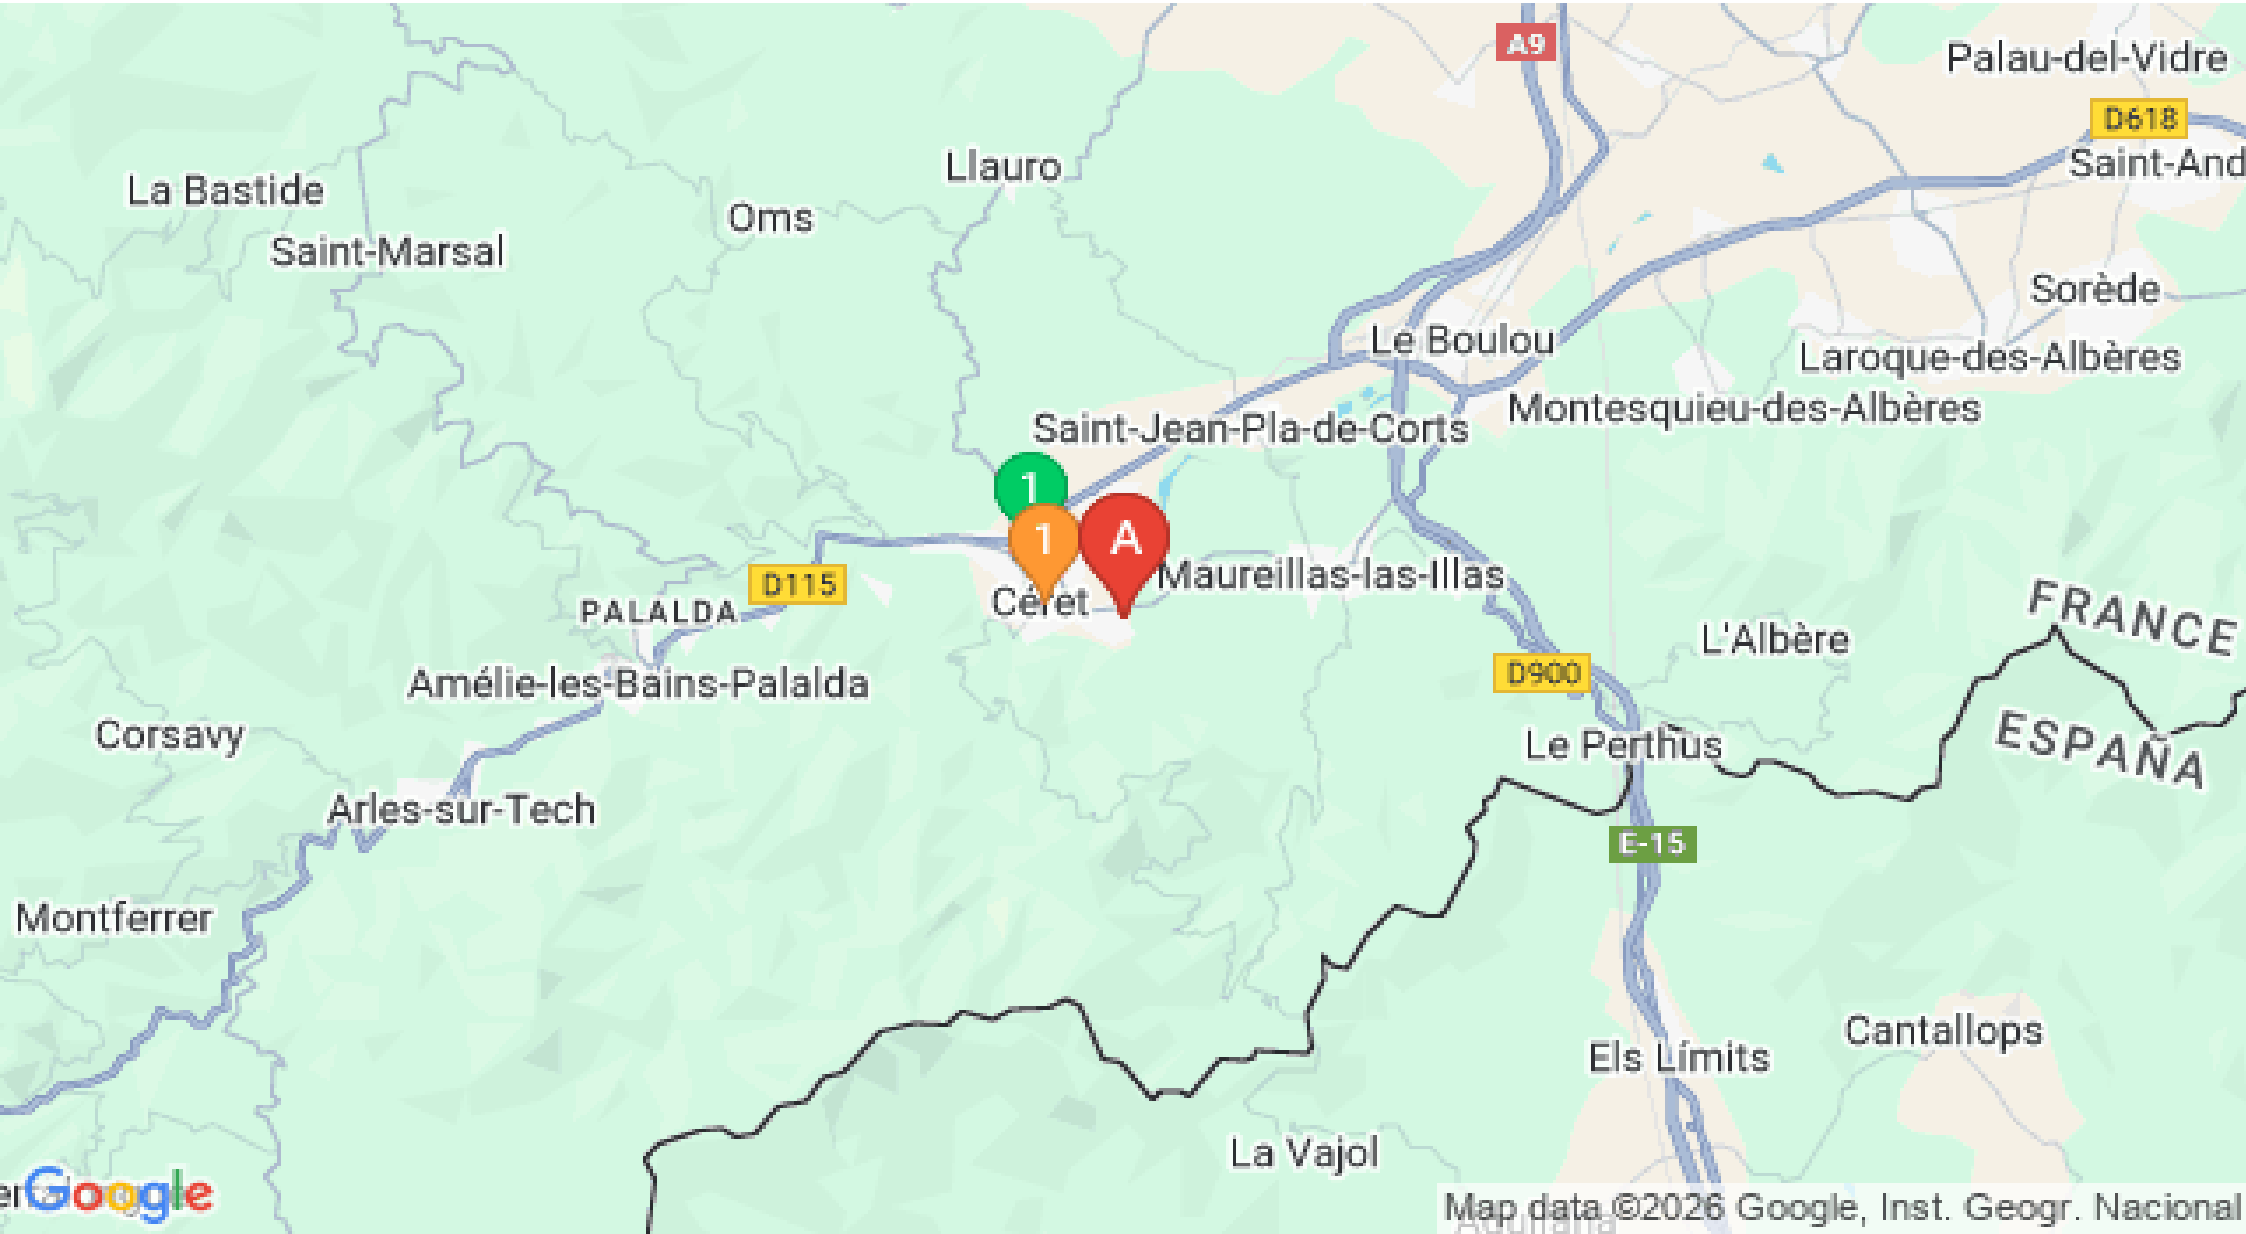 A9
Palau-del-Vidre
D618
Saint-And
Llauro
La Bastide
Oms
Saint-Marsal
Sorède
Le Boulou
Laroque-des-Albères
Montesquieu-des-Albères
Saint-Jean-Pla-de-Corts
1
1
A
Maureillas-las-Illas
D115
Céret
PALALDA
FRANCE
L'Albère
D900
Amélie-les-Bains-Palalda
Corsavy
Le Perthus
ESPAÑA
Arles-sur-Tech
E-15
Montferrer
Cantallops
Els Límits
La Vajol
Google
Map data ©2026 Google, Inst. Geogr. Nacional